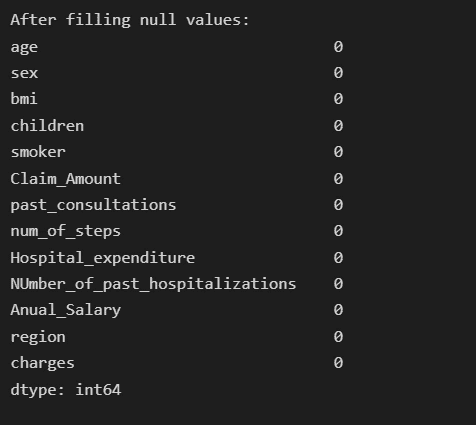 After filling null values:
age 0
sex 0
bmi 0
children 0
smoker 0
Claim_Amount 0
past_consultations 0
num_of_steps 0
Hospital_expenditure 0
NUmber_of_past_hospitalizations 0
Anual_Salary 0
region 0
charges 0
dtype: int64